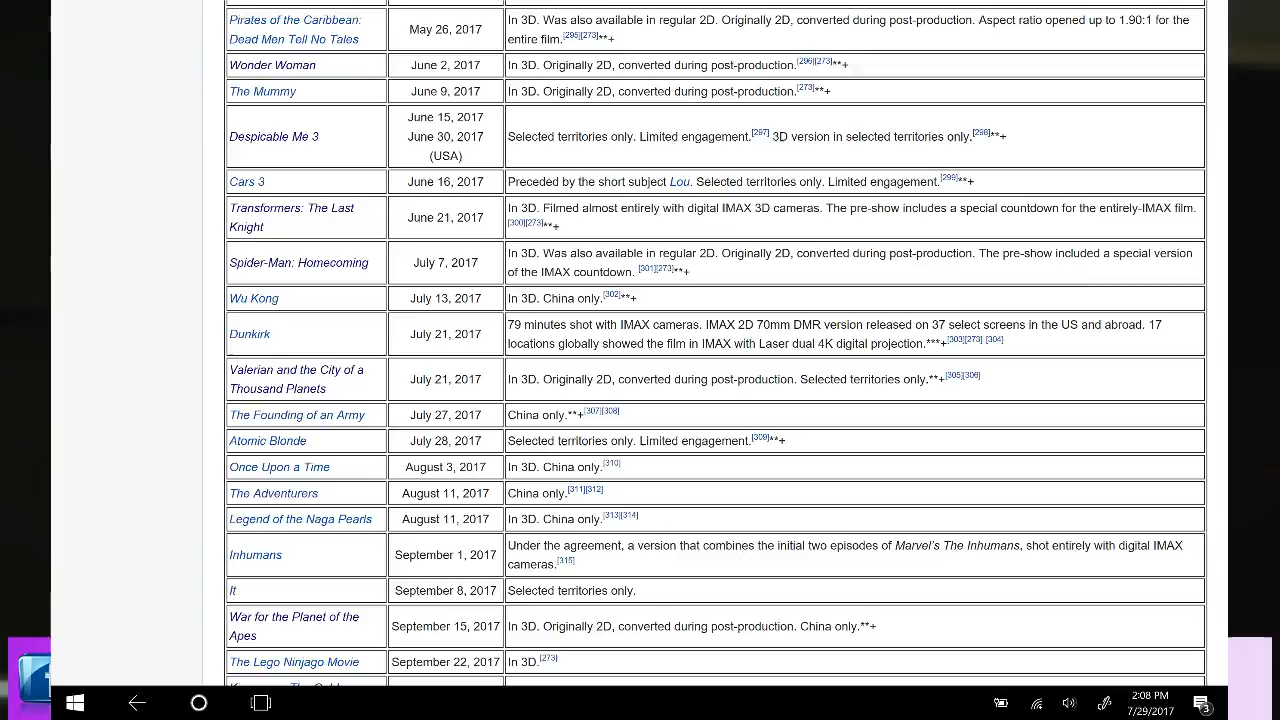 Pirates of the Caribbean: Dead Men Tell No Tales May 26, 2017 In 3D. Was also available in regular 2D. Originally 2D, converted during post-production. Aspect ratio opened up to 1.90:1 for the entire film.[295][273]**+
Wonder Woman June 2, 2017 In 3D. Originally 2D, converted during post-production.[296][273]**+
The Mummy June 9, 2017 In 3D. Originally 2D, converted during post-production.[273]**+
Despicable Me 3 June 15, 2017 June 30, 2017 (USA) Selected territories only. Limited engagement.[297] 3D version in selected territories only.[298]**+
Cars 3 June 16, 2017 Preceded by the short subject Lou. Selected territories only. Limited engagement.[299]**+
Transformers: The Last Knight June 21, 2017 In 3D. Filmed almost entirely with digital IMAX 3D cameras. The pre-show includes a special countdown for the entirely-IMAX film.[300][273]**+
Spider-Man: Homecoming July 7, 2017 In 3D. Was also available in regular 2D. Originally 2D, converted during post-production. The pre-show included a special version of the IMAX countdown. [301][273]**+
Wu Kong July 13, 2017 In 3D. China only.[302]**+
Dunkirk July 21, 2017 79 minutes shot with IMAX cameras. IMAX 2D 70mm DMR version released on 37 select screens in the US and abroad. 17 locations globally showed the film in IMAX with Laser dual 4K digital projection.***+[303][273] [304]
Valerian and the City of a Thousand Planets July 21, 2017 In 3D. Originally 2D, converted during post-production. Selected territories only.**+[305][306]
The Founding of an Army July 27, 2017 China only.**+[307][308]
Atomic Blonde July 28, 2017 Selected territories only. Limited engagement.[309]**+
Once Upon a Time August 3, 2017 In 3D. China only.[310]
The Adventurers August 11, 2017 China only.[311][312]
Legend of the Naga Pearls August 11, 2017 In 3D. China only.[313][314]
Inhumans September 1, 2017 Under the agreement, a version that combines the initial two episodes of Marvel's The Inhumans, shot entirely with digital IMAX cameras.[315]
It September 8, 2017 Selected territories only.
War for the Planet of the Apes September 15, 2017 In 3D. Originally 2D, converted during post-production. China only.**+
The Lego Ninjago Movie September 22, 2017 In 3D.[273]
2:08 PM
7/29/2017
3